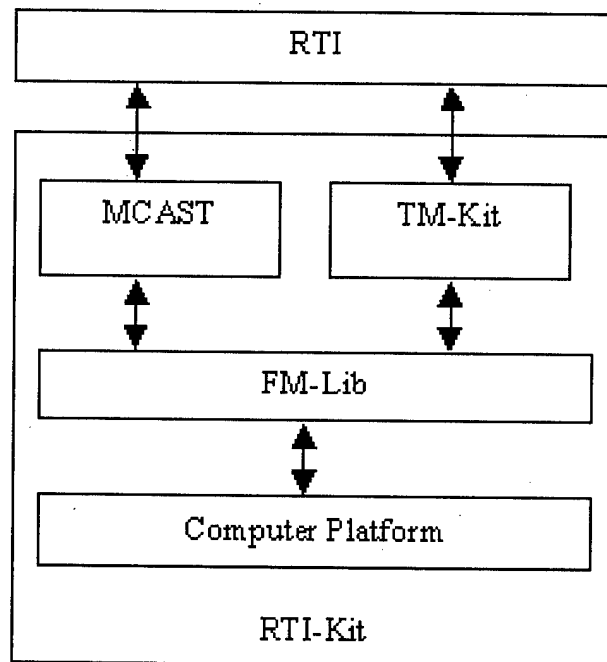 RTI
MCAST
TM-Kit
FM-Lib
Computer Platform
RTI-Kit